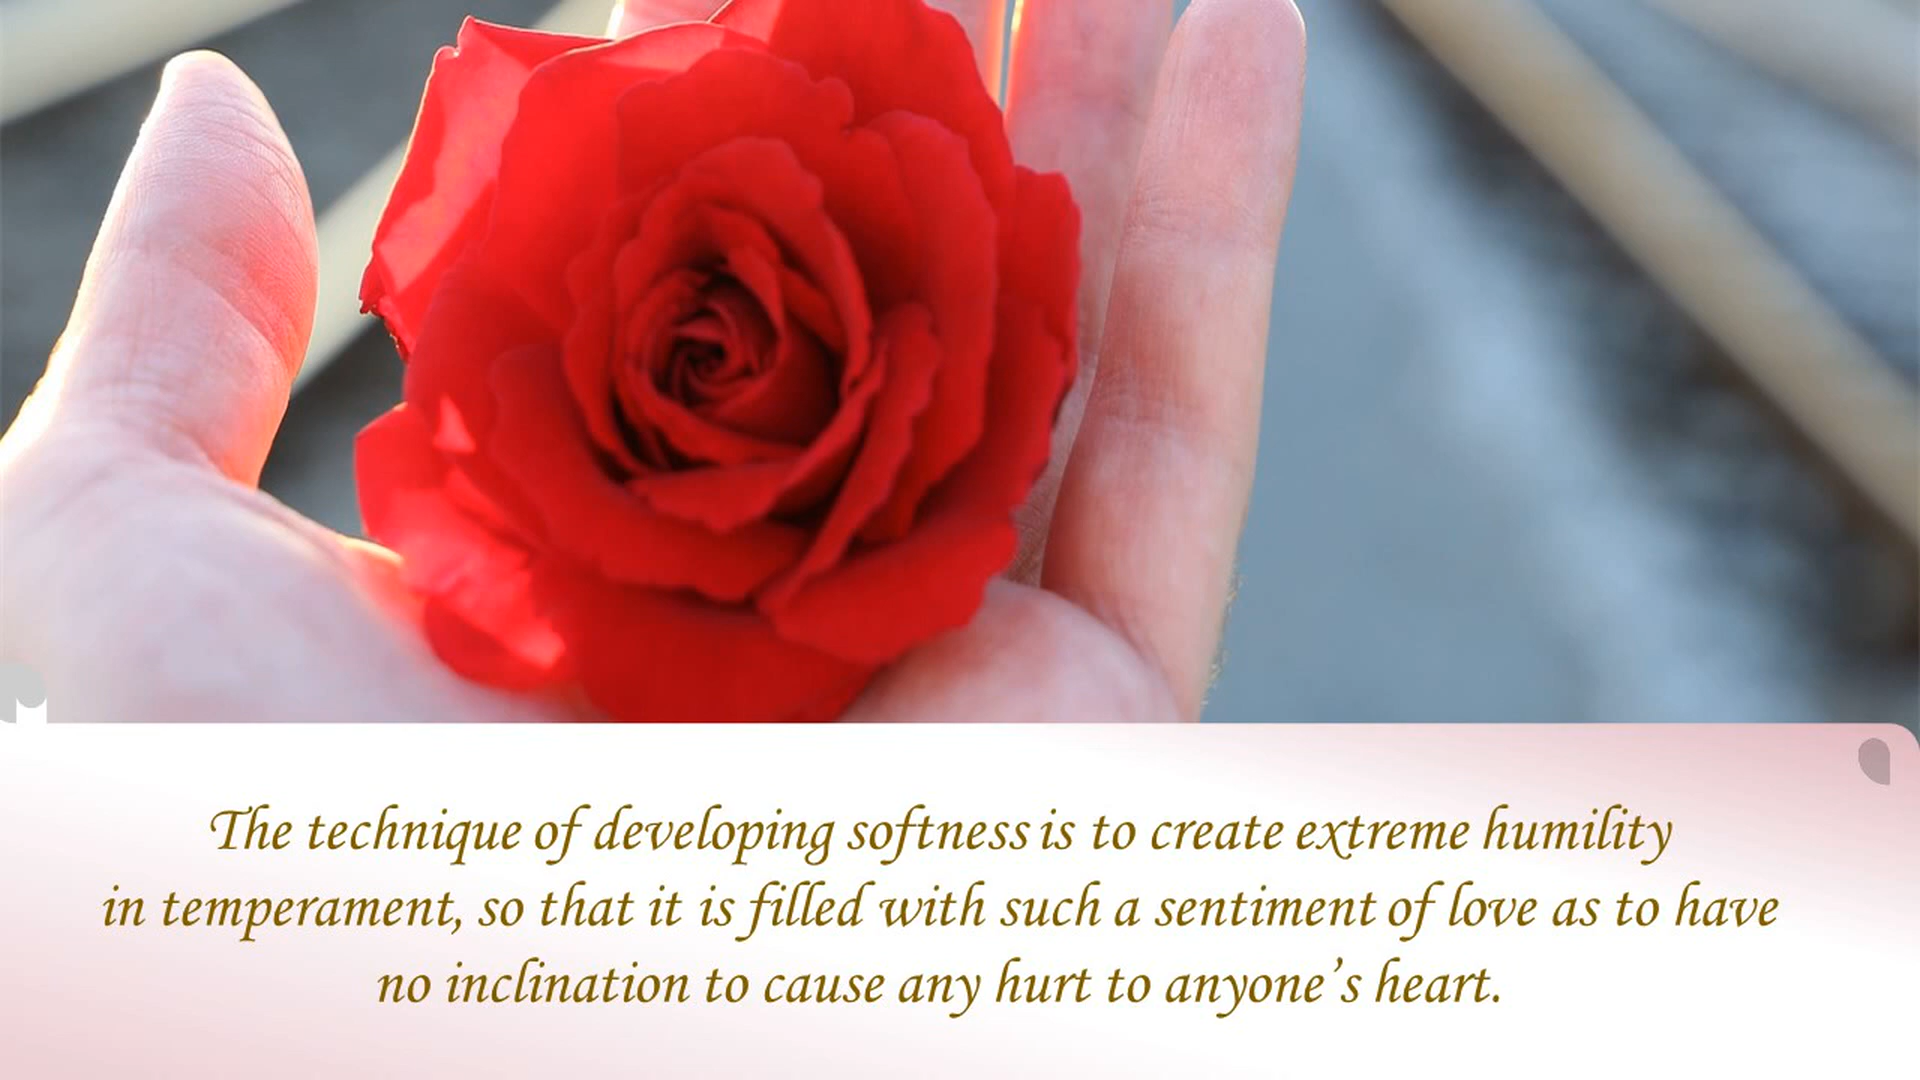 The technique of developing softness is to create extreme humility
in temperament, so that it is filled with such a sentiment of love as to have
no inclination to cause any hurt to anyone’s heart.